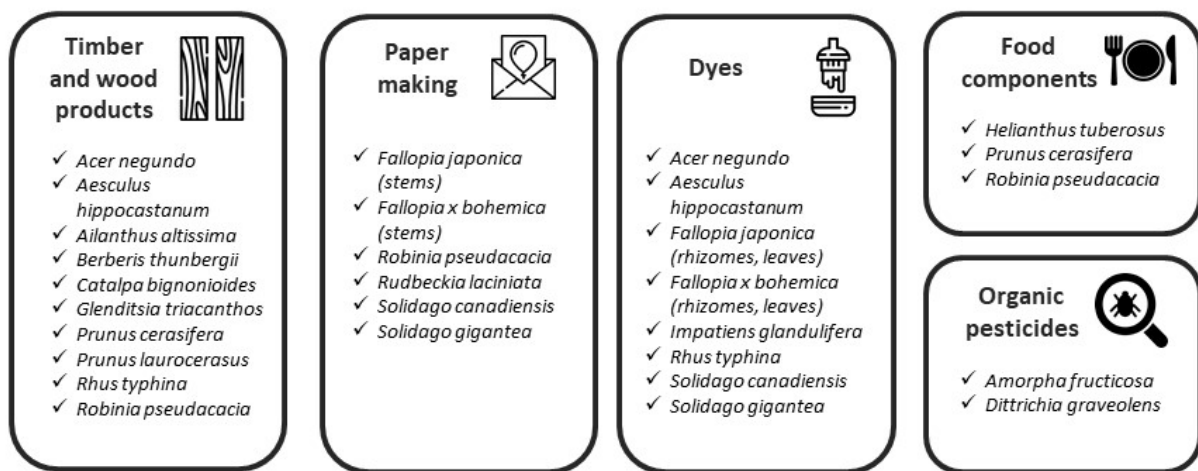 Timber
and wood
products
✓ Acer negundo
✓ Aesculus
hippocastanum
✓ Ailanthus altissima
✓ Berberis thunbergii
✓ Catalpa bignonioides
✓ Glenditsia triacanthos
✓ Prunus cerasifera
✓ Prunus laurocerasus
✓ Rhus typhina
✓ Robinia pseudacacia
Paper
making
✓ Fallopia japonica
(stems)
✓ Fallopia x bohemica
(stems)
✓ Robinia pseudacacia
✓ Rudbeckia laciniata
✓ Solidago canadiensis
✓ Solidago gigantea
Dyes
✓ Acer negundo
✓ Aesculus
hippocastanum
✓ Fallopia japonica
(rhizomes, leaves)
✓ Fallopia x bohemica
(rhizomes, leaves)
✓ Impatiens glandulifera
✓ Rhus typhina
✓ Solidago canadiensis
✓ Solidago gigantea
Food
components
✓ Helianthus tuberosus
✓ Prunus cerasifera
✓ Robinia pseudacacia
Organic
pesticides
✓ Amorpha fructicosa
✓ Dittrichia graveolens